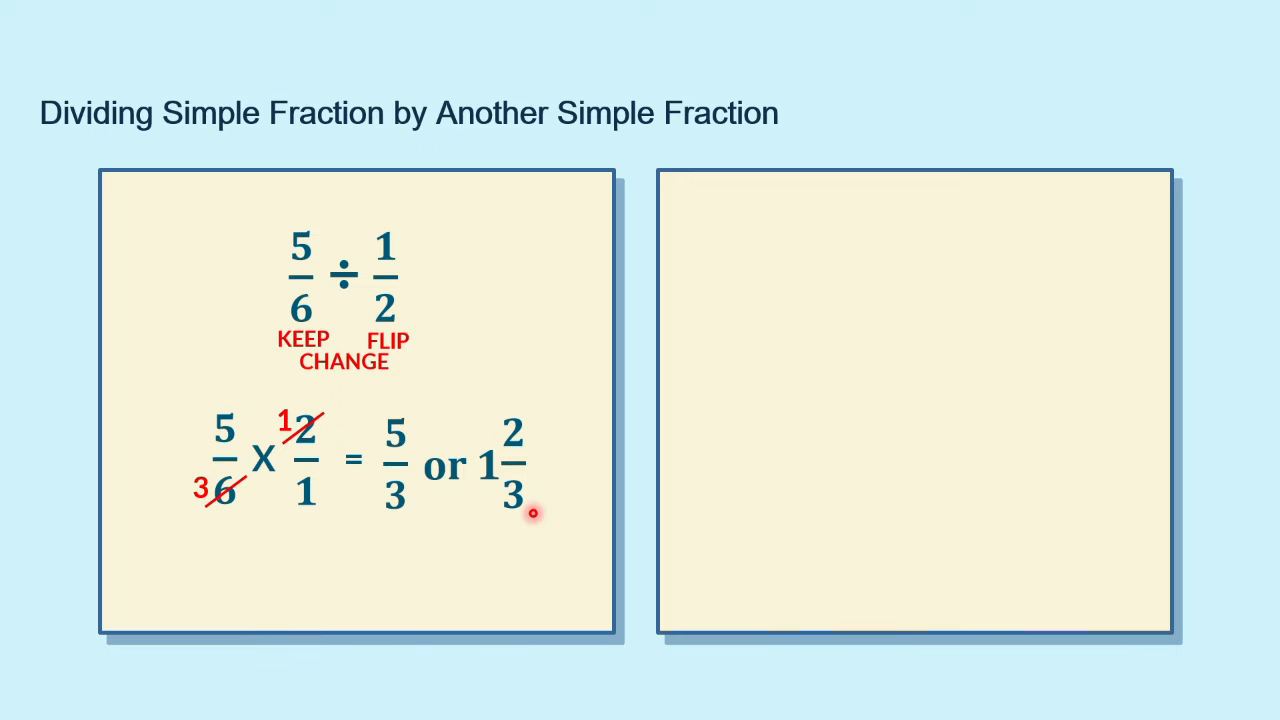 Dividing Simple Fraction by Another Simple Fraction
5/6 ÷ 1/2
KEEP FLIP
CHANGE
5/6 X 2/1 = 5/3 or 1 2/3
1
3